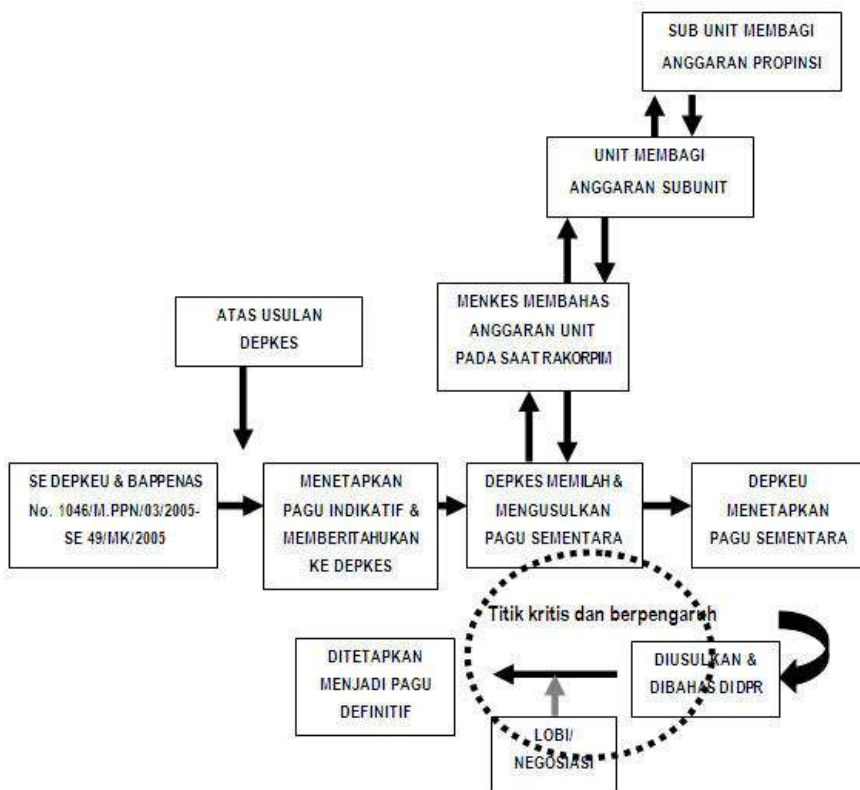 SUB UNIT MEMBAGI
ANGGARAN PROPINSI
UNIT MEMBAGI
ANGGARAN SUBUNIT
MENKES MEMBAHAS
ANGGARAN UNIT
PADA SAAT RAKORPIM
ATAS USULAN
DEPKES
SE DEPKEU & BAPPENAS
No. 1046/M.PPN/03/2005-
SE 49/MK/2005
MENETAPKAN
PAGU INDIKATIF &
MEMBERITAHUKAN
KE DEPKES
DEPKES MEMILAH &
MENGUSULKAN
PAGU SEMENTARA
DEPKEU
MENETAPKAN
PAGU SEMENTARA
Titik kritis dan berpengaruh
DITETAPKAN
MENJADI PAGU
DEFINITIF
DIUSULKAN &
DIBAHAS DI DPR
LOBI/
NEGOSIASI